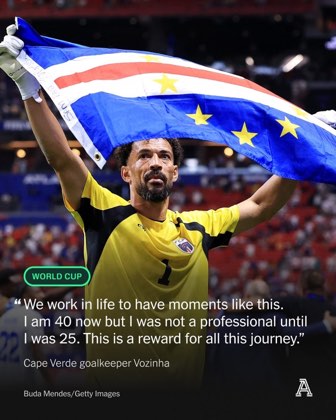 1
WORLD CUP
“We work in life to have moments like this.
I am 40 now but I was not a professional until
I was 25. This is a reward for all this journey.”
Cape Verde goalkeeper Vozinha
Buda Mendes/Getty Images
A